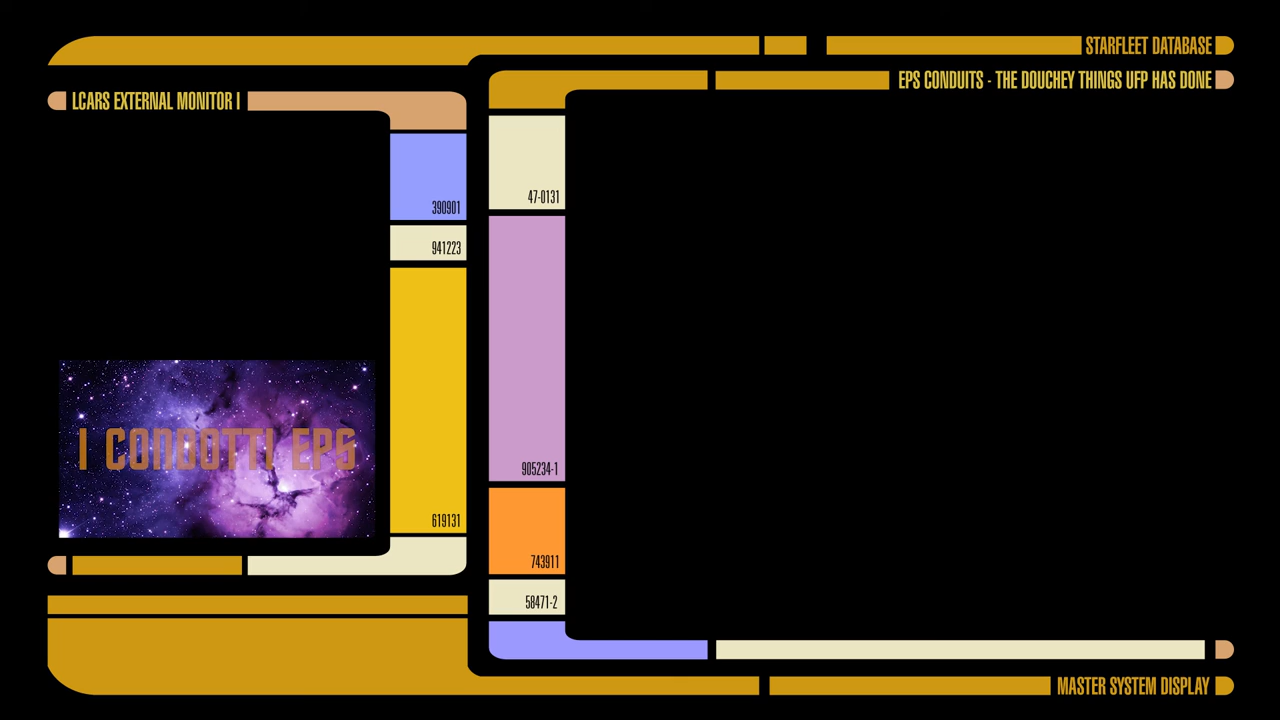 STARFLEET DATABASE
EPS CONDUITS - THE DOUCHEY THINGS UFP HAS DONE
LCARS EXTERNAL MONITOR I
390901
941223
619131
47-0131
905234-1
743911
58471-2
I CONDOTTI EPS
MASTER SYSTEM DISPLAY